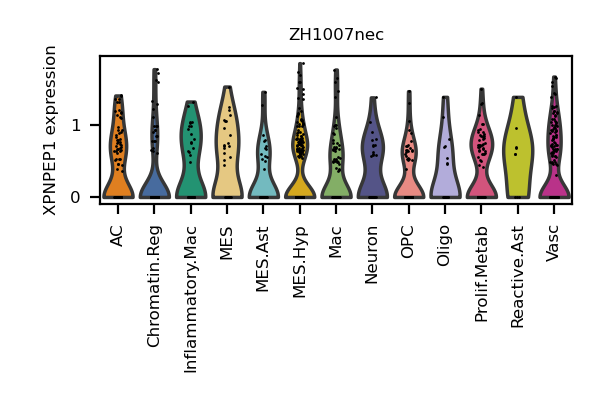 ZH1007nec
XPNPEP1 expression
1
0
AC
Chromatin.Reg
Inflammatory.Mac
MES
MES.Ast
MES.Hyp
Mac
Neuron
OPC
Oligo
Prolif.Metab
Reactive.Ast
Vasc